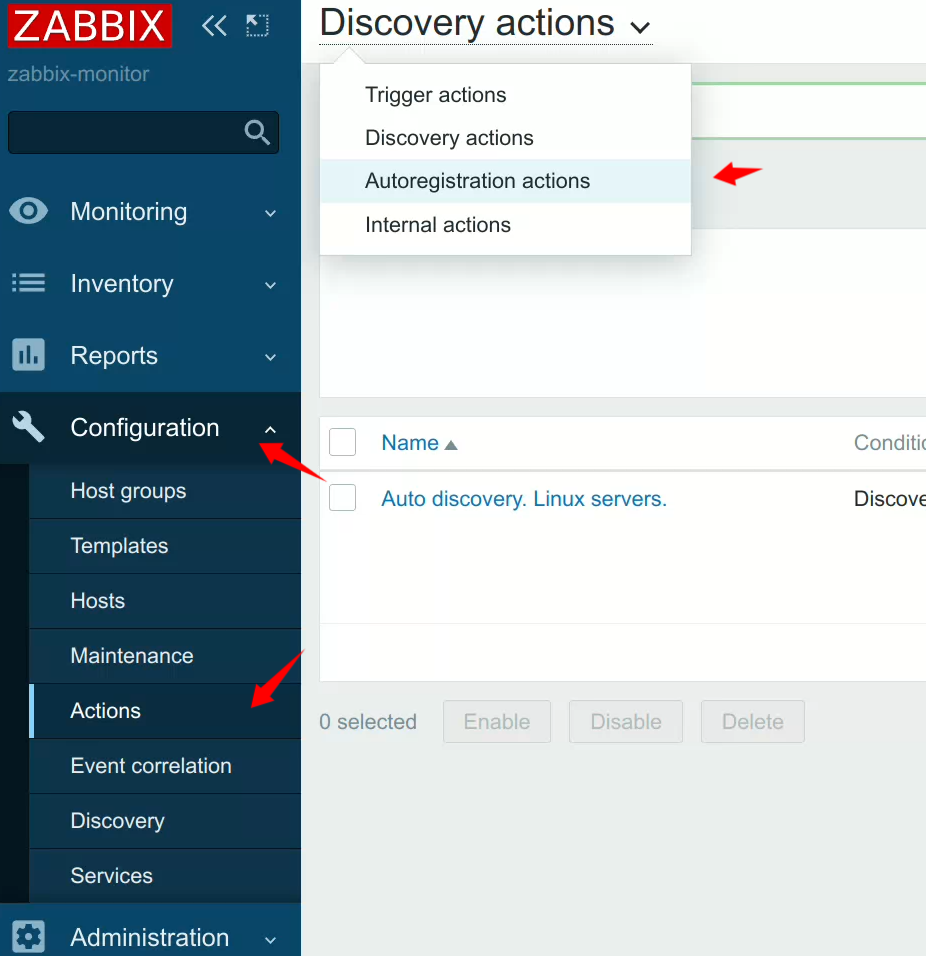 ZABBIX
zabbix-monitor
Monitoring
Inventory
Reports
Configuration
Host groups
Templates
Hosts
Maintenance
Actions
Event correlation
Discovery
Services
Administration
Discovery actions
Trigger actions
Discovery actions
Autoregistration actions
Internal actions
Name Conditic
Auto discovery. Linux servers. Discove
0 selected Enable Disable Delete